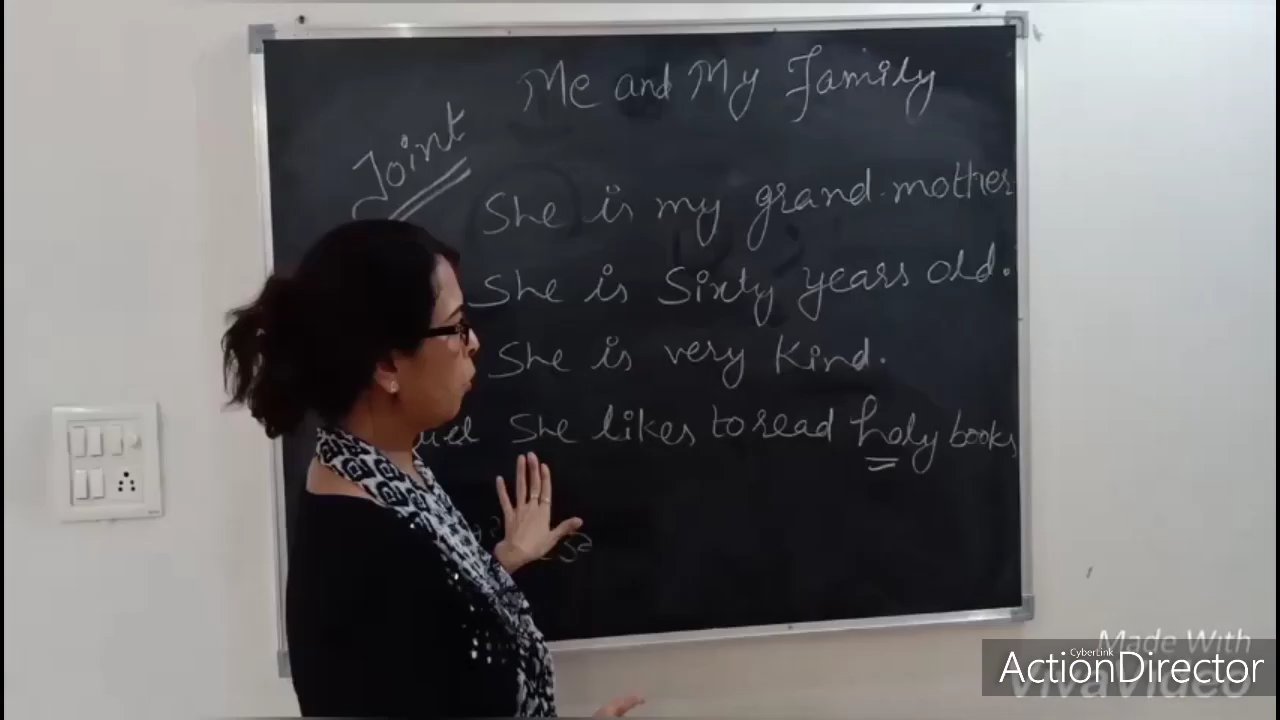 Me and My Family
Joint
She is my grand-mother
She is Sixty years old.
She is very Kind.
She likes to read holy books
Made With
CyberLink
ActionDirector
VivaVideo